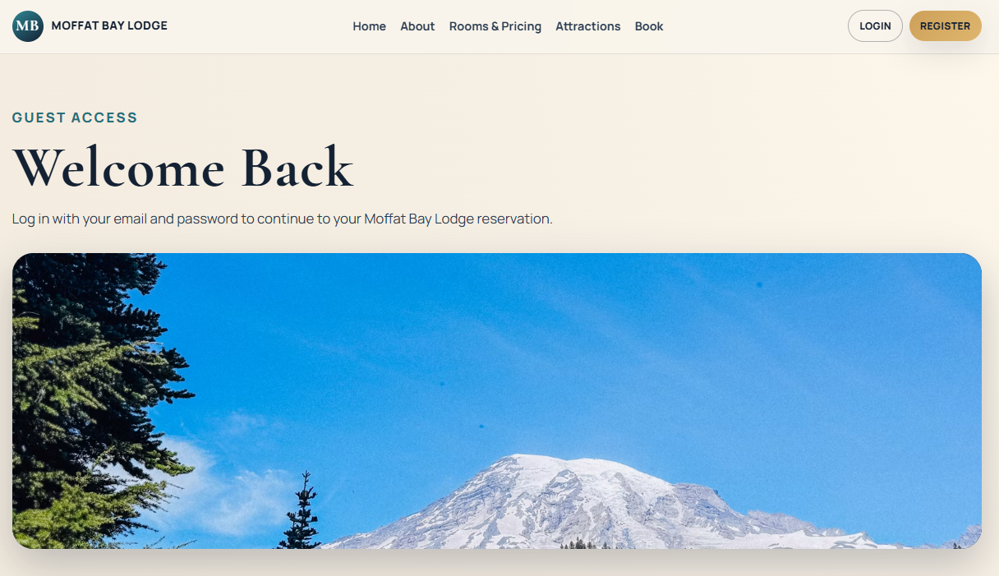 MB MOFFAT BAY LODGE Home About Rooms & Pricing Attractions Book LOGIN REGISTER
GUEST ACCESS
Welcome Back
Log in with your email and password to continue to your Moffat Bay Lodge reservation.